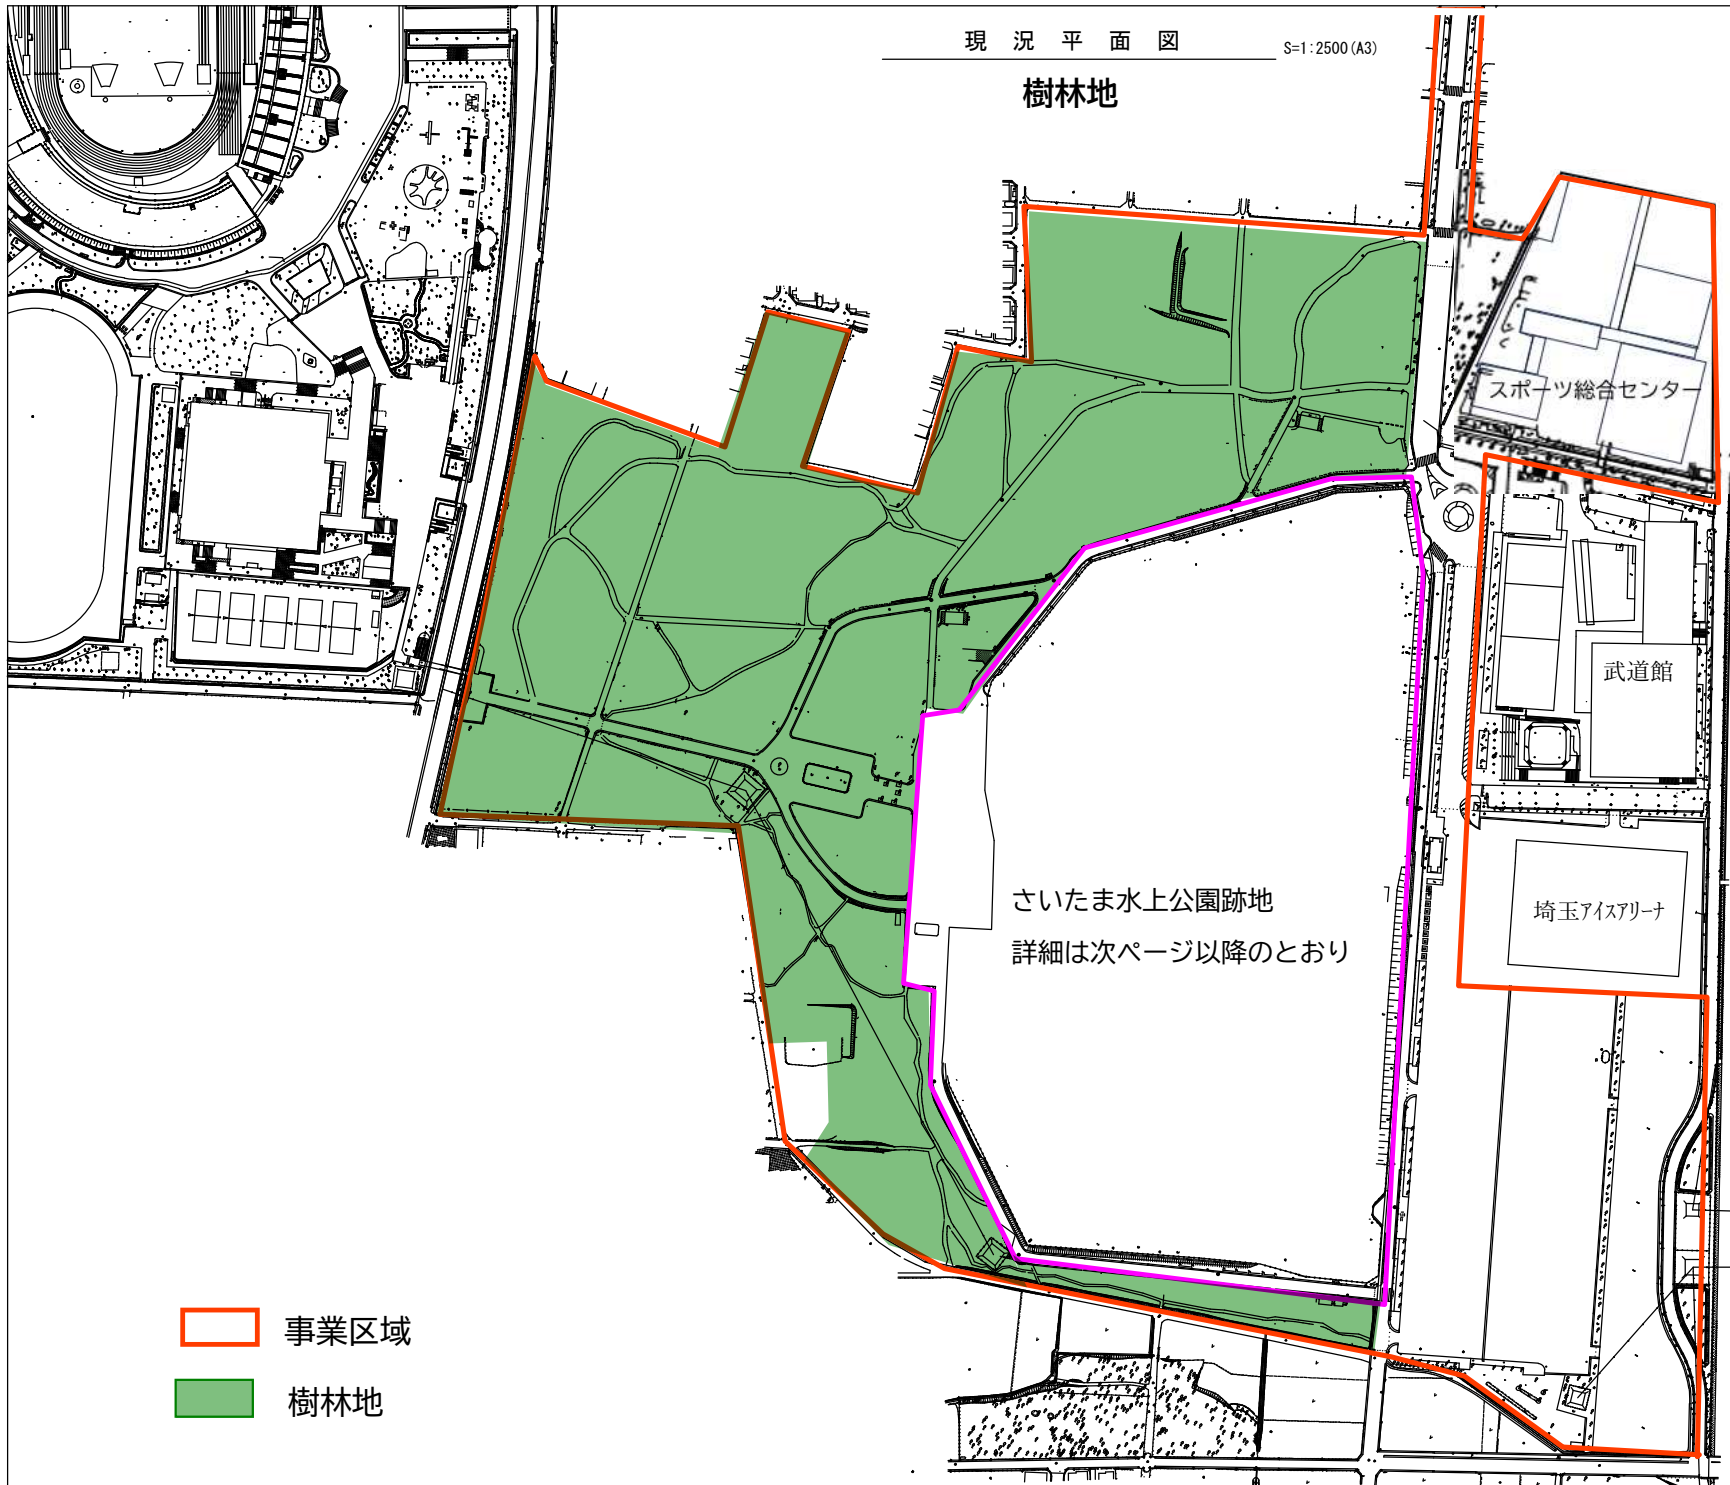 現況平面図 S=1:2500(A3)
樹林地
スポーツ総合センター
武道館
さいたま水上公園跡地
詳細は次ページ以降のとおり
埼玉アイスアリーナ
事業区域
樹林地